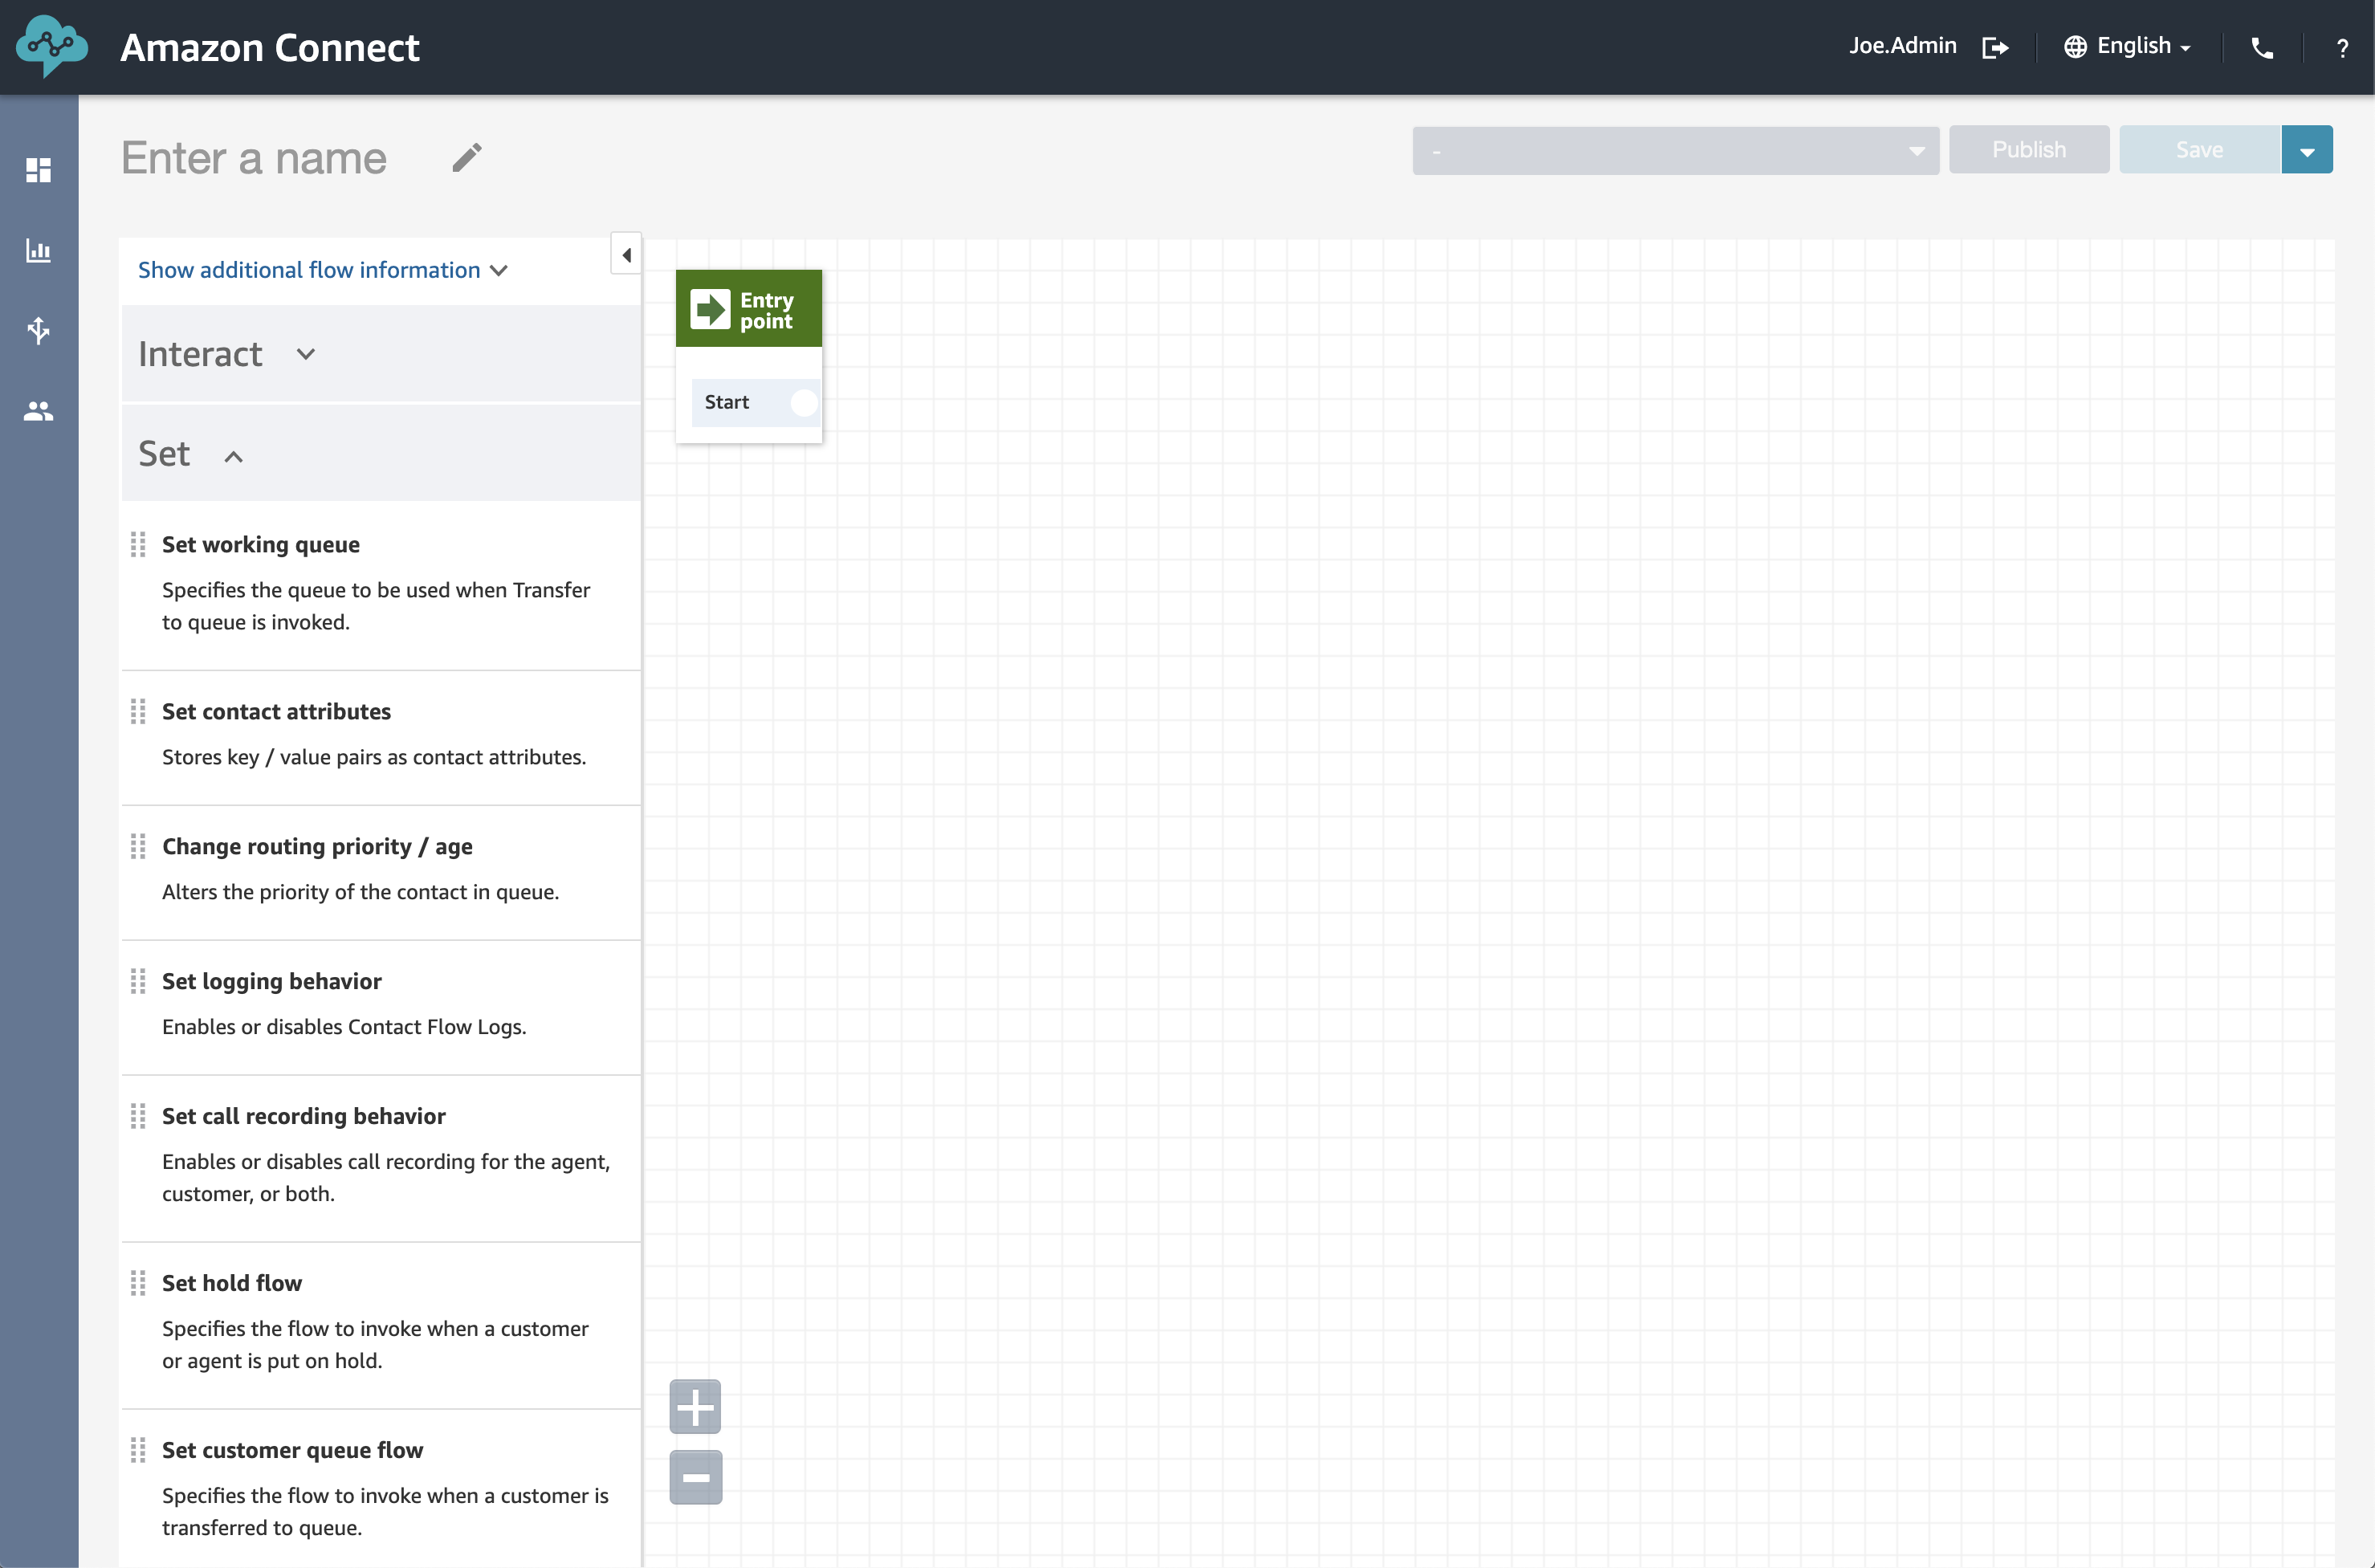 Amazon Connect
Joe.Admin
English
?
Enter a name
-
Publish
Save
Show additional flow information
Interact
Set
Set working queue
Specifies the queue to be used when Transfer
to queue is invoked.
Set contact attributes
Stores key / value pairs as contact attributes.
Change routing priority / age
Alters the priority of the contact in queue.
Set logging behavior
Enables or disables Contact Flow Logs.
Set call recording behavior
Enables or disables call recording for the agent,
customer, or both.
Set hold flow
Specifies the flow to invoke when a customer
or agent is put on hold.
Set customer queue flow
Specifies the flow to invoke when a customer is
transferred to queue.
Entry
point
Start